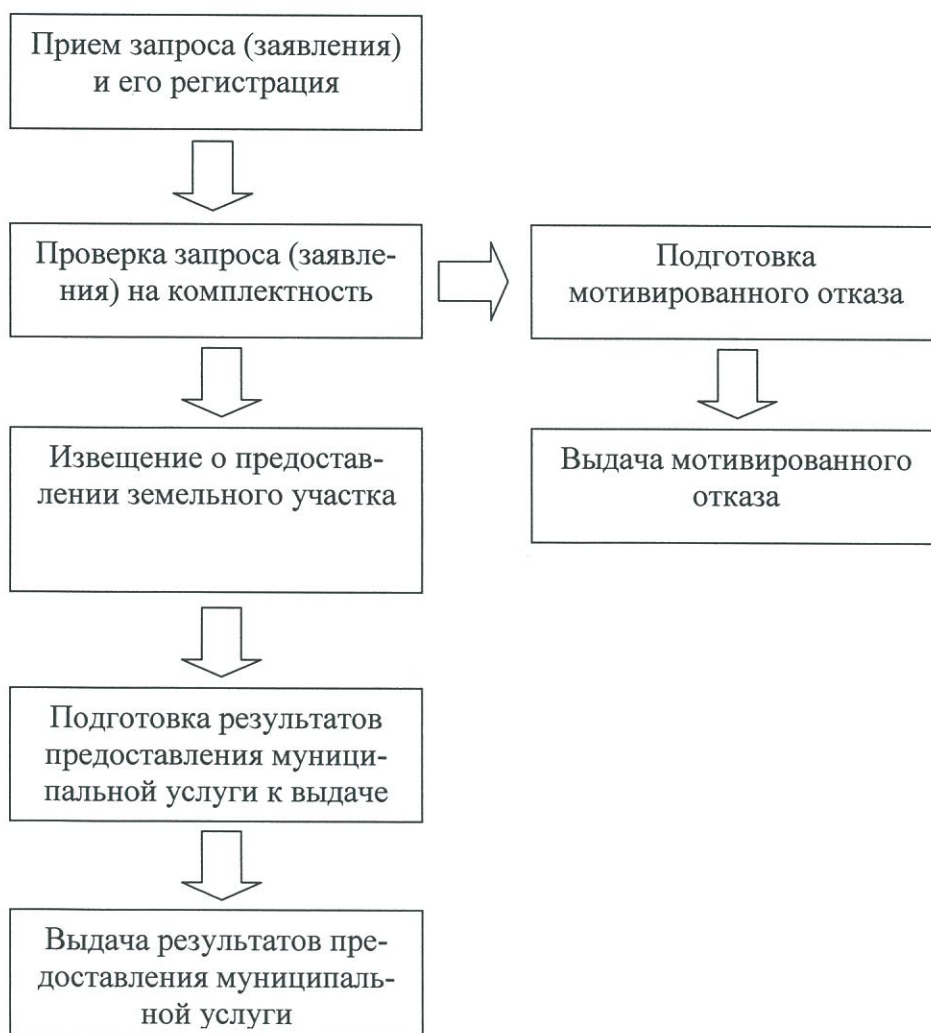 Прием запроса (заявления)
и его регистрация
Проверка запроса (заявле-
ния) на комплектность
Подготовка
мотивированного отказа
Извещение о предостав-
лении земельного участка
Выдача мотивированного
отказа
Подготовка результатов
предоставления муници-
пальной услуги к выдаче
Выдача результатов пре-
доставления муниципаль-
ной услуги